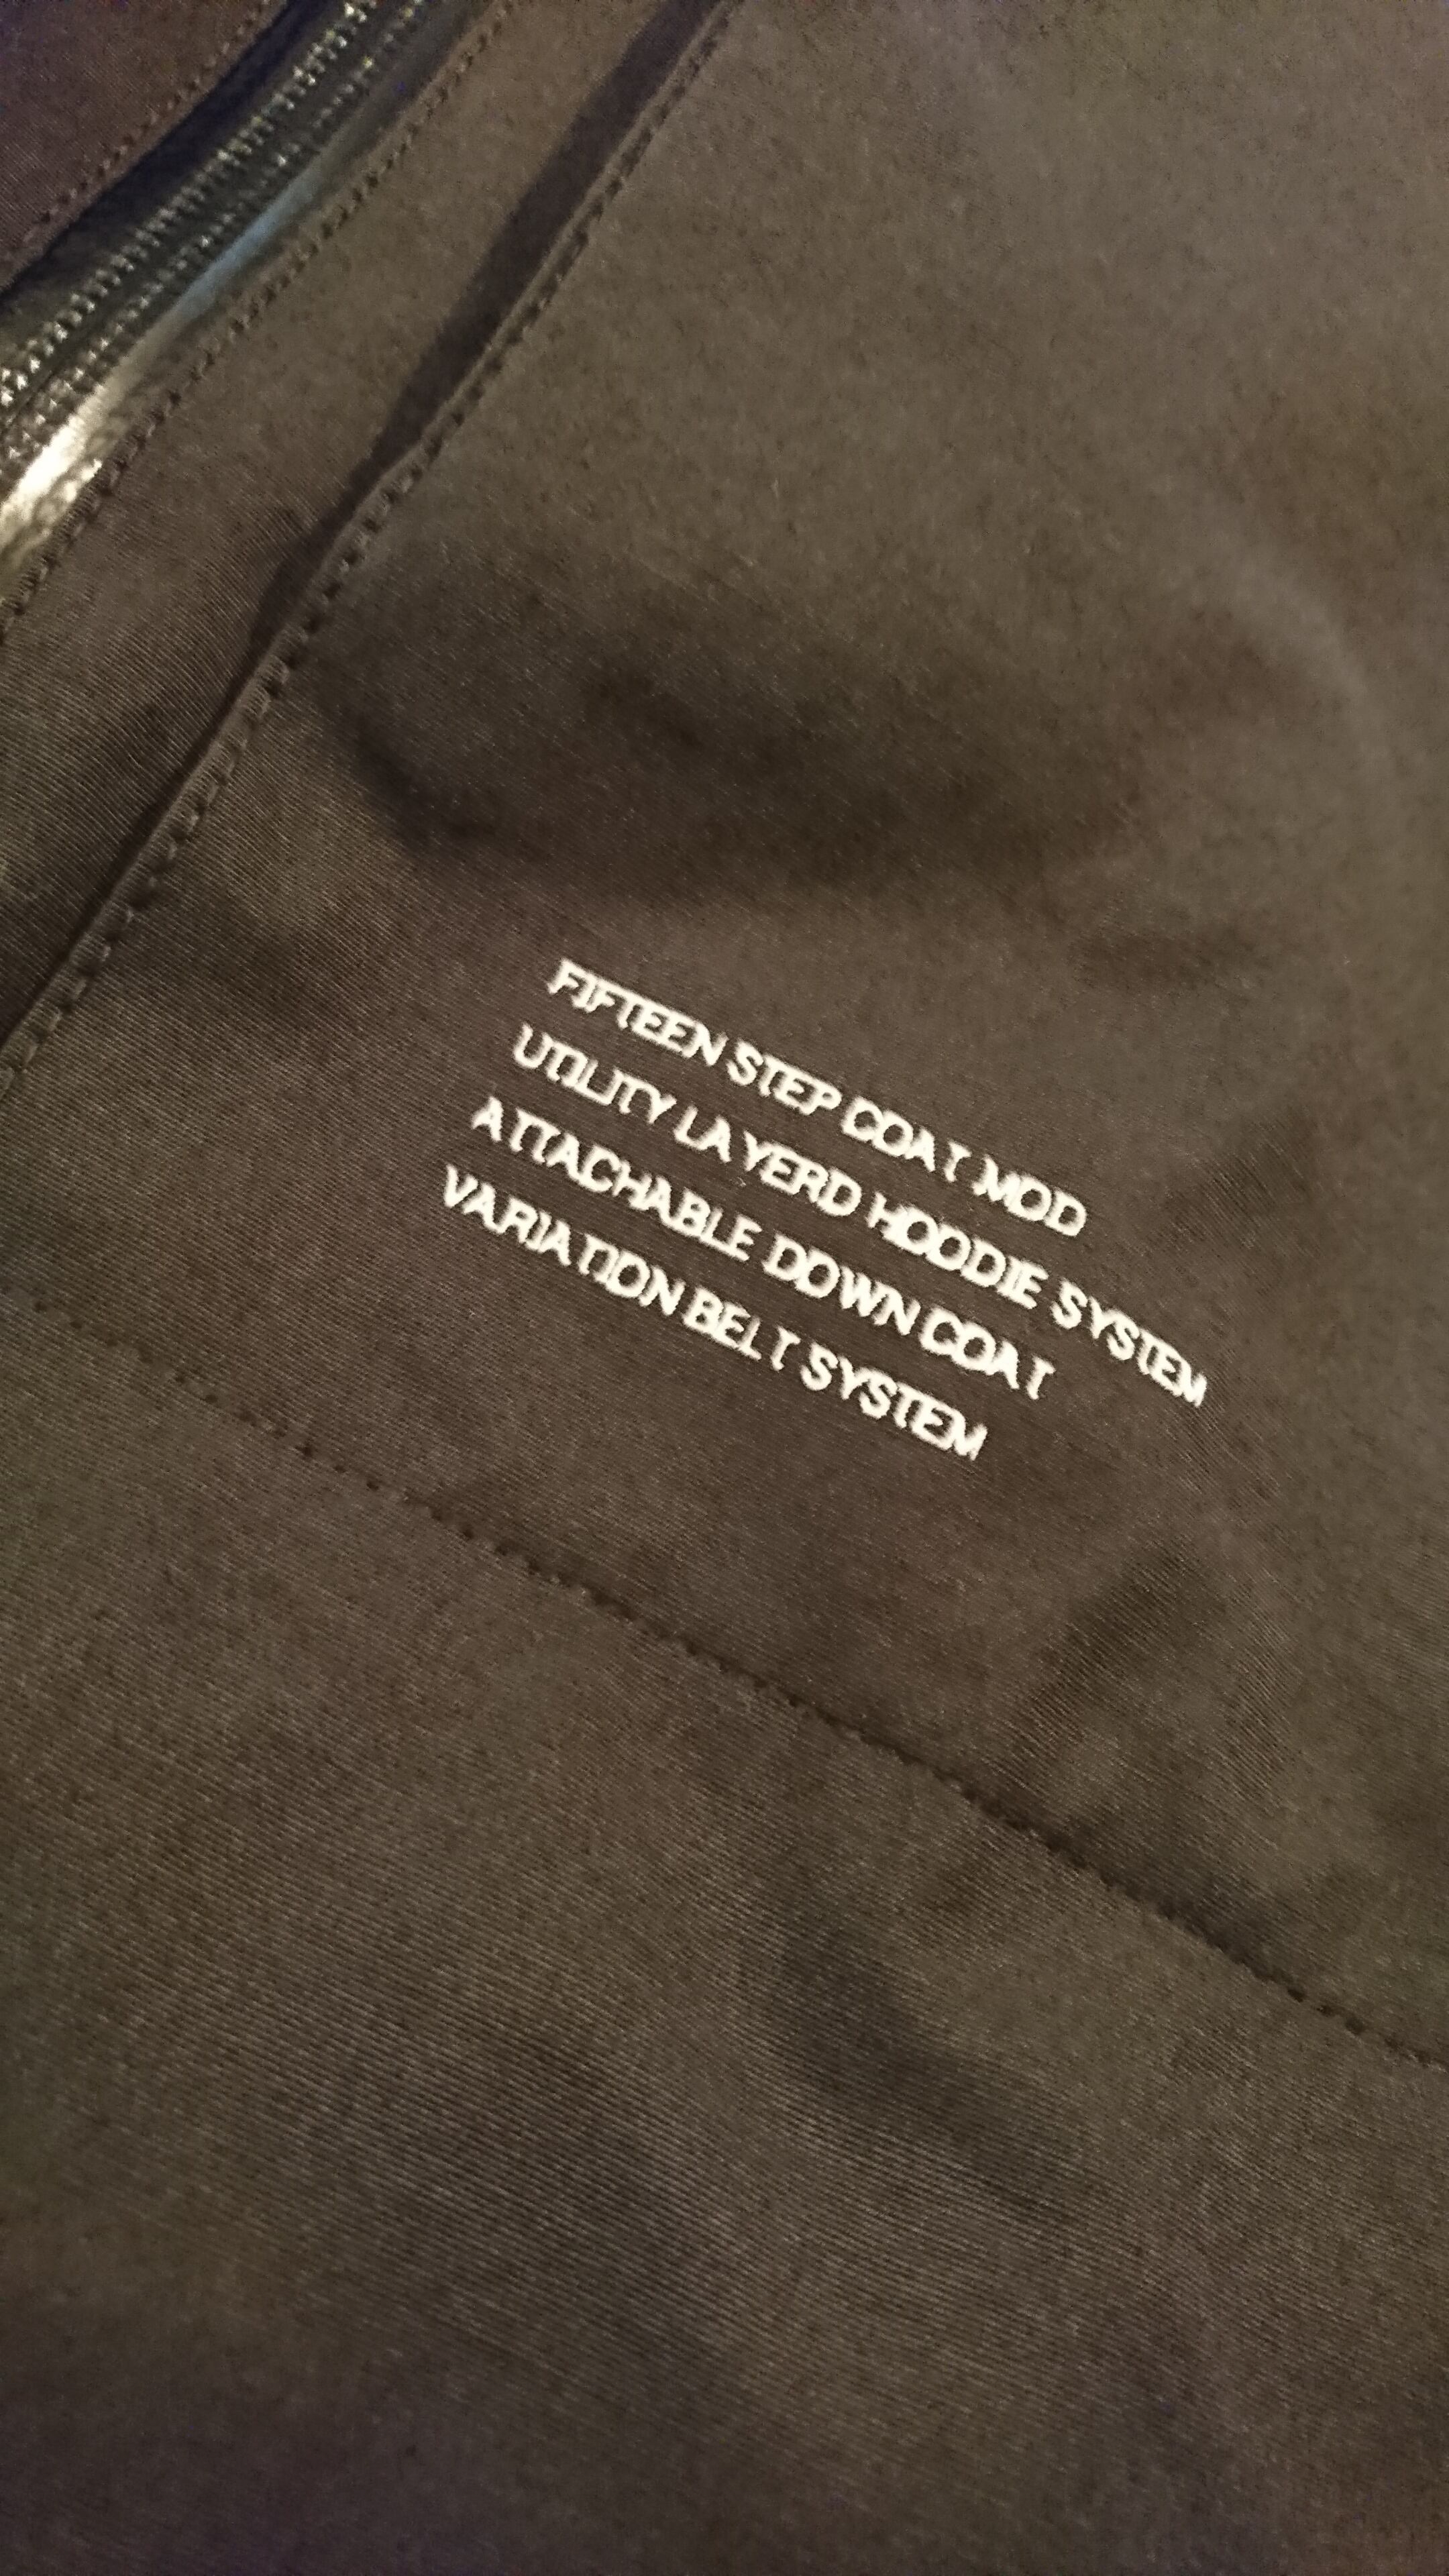 FIFTEEN STEP COAT MOD
UTILITY LAYERD HOODIE SYSTEM
ATTACHABLE DOWN COAT
VARIATION BELT SYSTEM